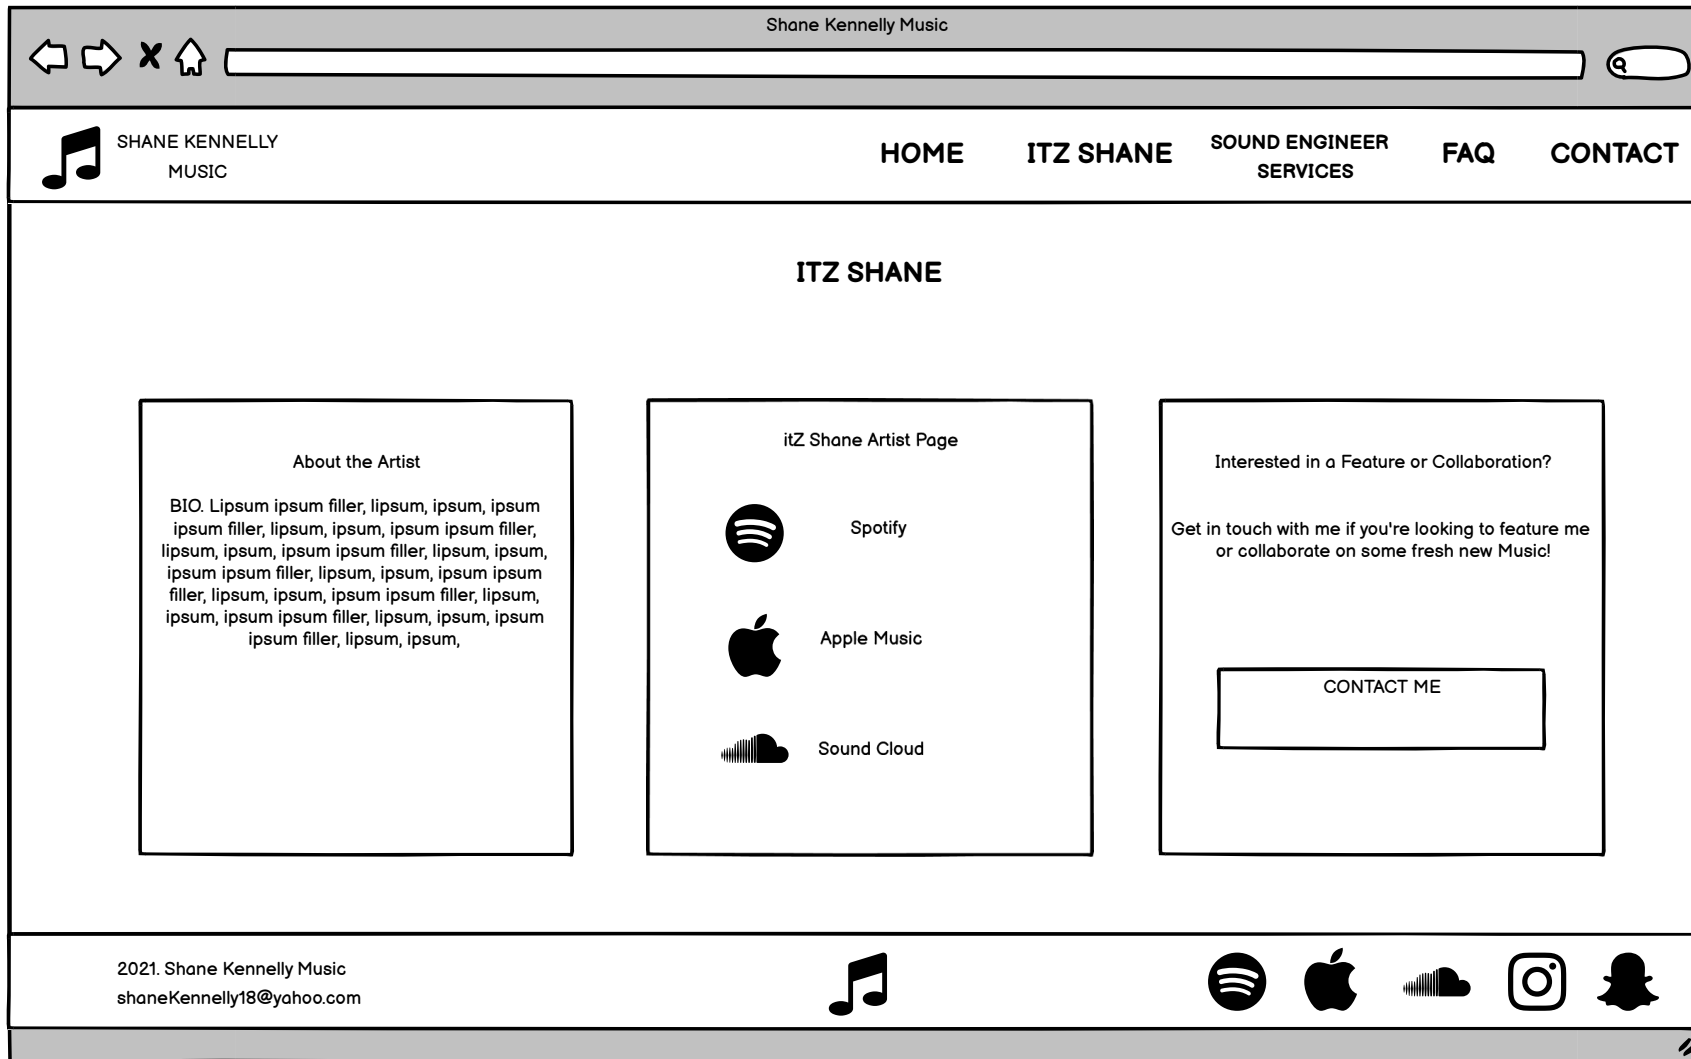 Shane Kennelly Music
SHANE KENNELLY
MUSIC
HOME
ITZ SHANE
SOUND ENGINEER
SERVICES
FAQ
CONTACT
ITZ SHANE
About the Artist
BIO. Lipsum ipsum filler, lipsum, ipsum, ipsum
ipsum filler, lipsum, ipsum, ipsum ipsum filler,
lipsum, ipsum, ipsum ipsum filler, lipsum, ipsum,
ipsum ipsum filler, lipsum, ipsum, ipsum ipsum
filler, lipsum, ipsum, ipsum ipsum filler, lipsum,
ipsum, ipsum ipsum filler, lipsum, ipsum, ipsum
ipsum filler, lipsum, ipsum,
itZ Shane Artist Page
Spotify
Apple Music
Sound Cloud
Interested in a Feature or Collaboration?
Get in touch with me if you're looking to feature me
or collaborate on some fresh new Music!
CONTACT ME
2021. Shane Kennelly Music
shaneKennelly18@yahoo.com